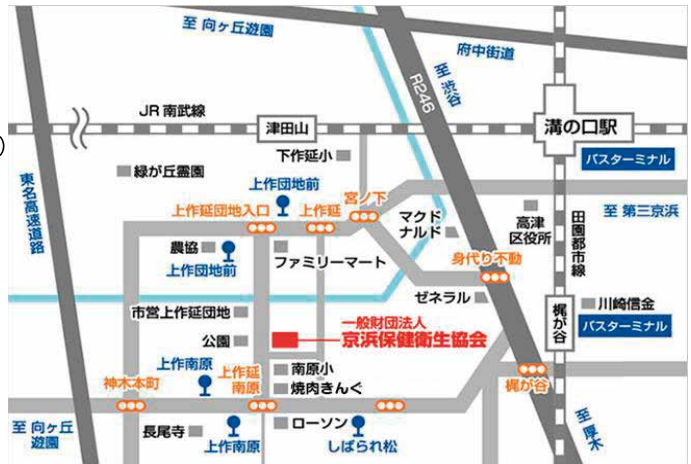 至 向ヶ丘遊園
府中街道
至 渋谷
R246
JR 南武線
津田山
溝の口駅
バスターミナル
)
下作延小
緑が丘霊園
東名高速道路
上作延団地入口
上作団地前
上作延
宮ノ下
マクド
ナルド
高津
区役所
田園都市線
至 第三京浜
農協
上作団地前
ファミリーマート
身代り不動
ゼネラル
市営上作延団地
公園
一般財団法人
京浜保健衛生協会
梶が谷
川崎信金
バスターミナル
神木本町
上作南原
上作延
南原
南原小
焼肉きんぐ
梶が谷
至 向ヶ丘
遊園
長尾寺
上作南原
ローソン
しばられ松
至 厚木